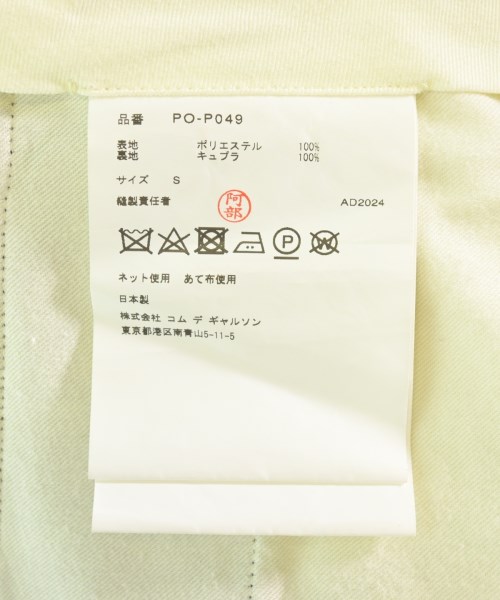 品番 PO-P049
表地 ポリエステル 100%
裏地 キュプラ 100%
サイズ S
縫製責任者 阿部 AD2024
P W
ネット使用 あて布使用
日本製
株式会社 コム デ ギャルソン
東京都港区南青山5-11-5